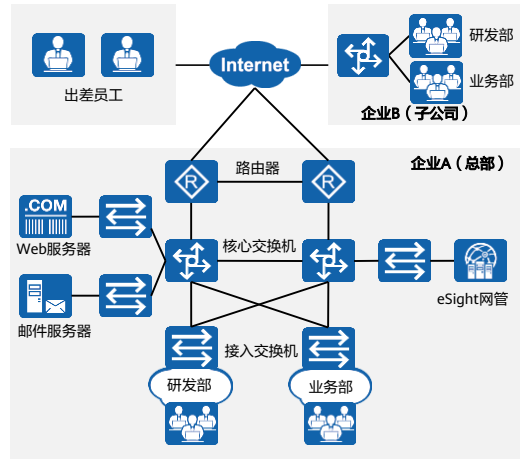 Internet
研发部
业务部
出差员工
企业B（子公司）
企业A（总部）
路由器
R
R
.COM
Web服务器
核心交换机
eSight网管
邮件服务器
接入交换机
研发部
业务部